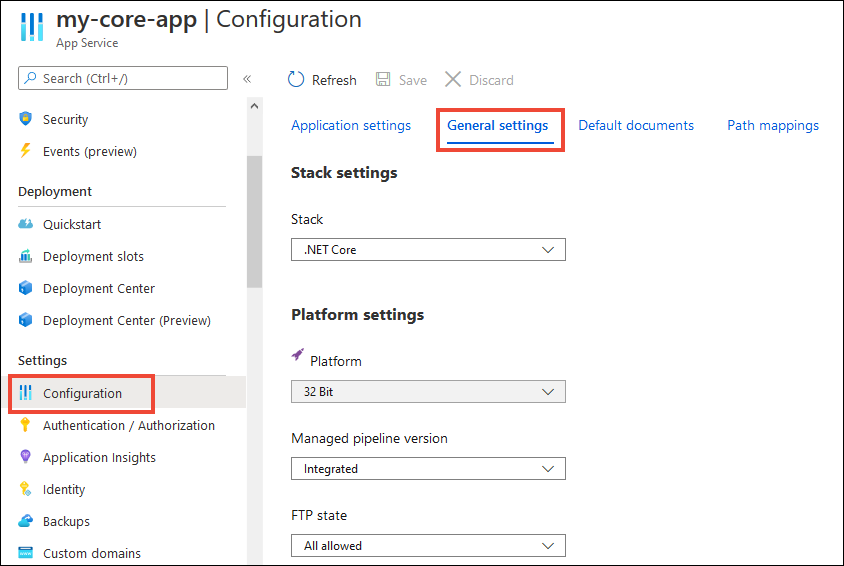 my-core-app | Configuration
App Service
Search (Ctrl+/)
«
Security
Events (preview)
Deployment
Quickstart
Deployment slots
Deployment Center
Deployment Center (Preview)
Settings
Configuration
Authentication / Authorization
Application Insights
Identity
Backups
Custom domains
Refresh
Save
Discard
Application settings
General settings
Default documents
Path mappings
Stack settings
Stack
.NET Core
Platform settings
Platform
32 Bit
Managed pipeline version
Integrated
FTP state
All allowed